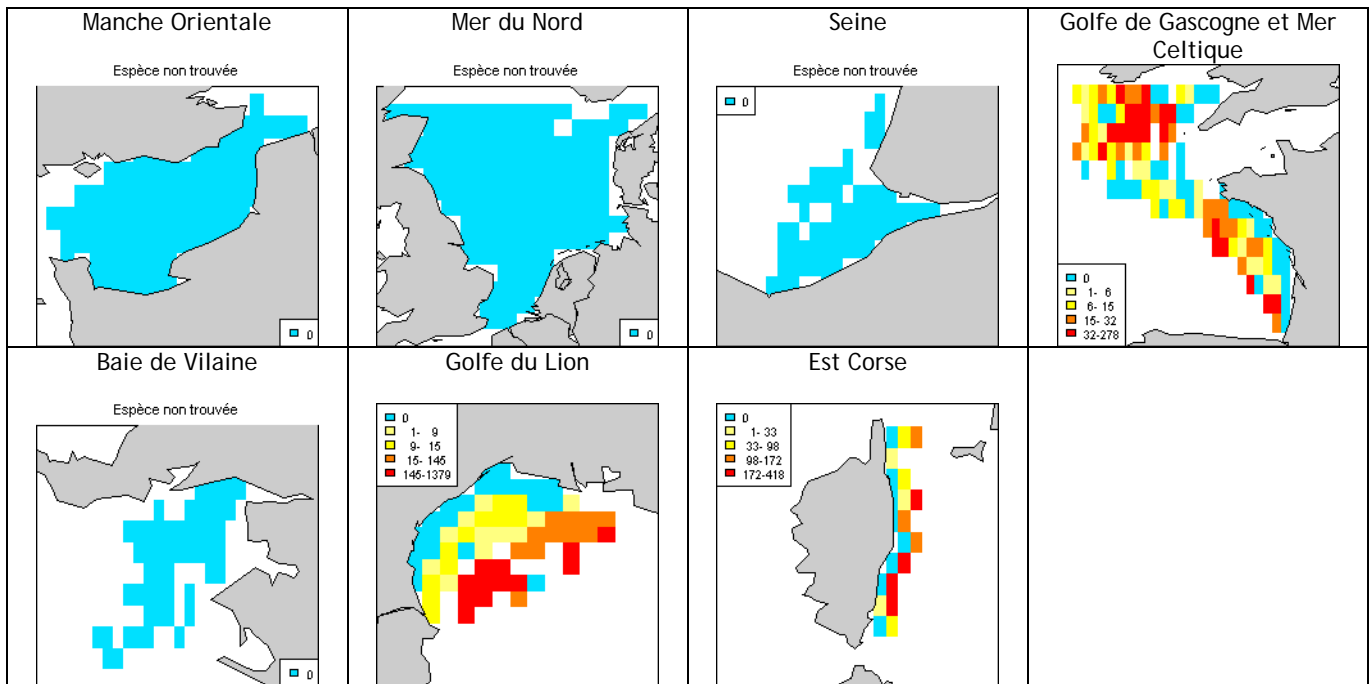 Manche Orientale
Espèce non trouvée
0
Mer du Nord
Espèce non trouvée
0
Seine
Espèce non trouvée
0
Golfe de Gascogne et Mer
Celtique
0
1- 6
6- 15
15- 32
32-278
Baie de Vilaine
Espèce non trouvée
0
Golfe du Lion
0
1- 9
9- 15
15- 145
145-1379
Est Corse
0
1- 33
33- 98
98-172
172-418